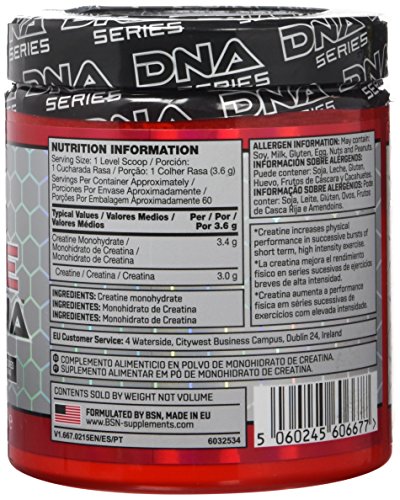 DNA
SERIES
DNA
SERIES
DNA
SERIES
NUTRITION INFORMATION
Serving Size: 1 Level Scoop / Porción:
1 Cucharada Rasa / Porção: 1 Colher Rasa (3.6 g)
Servings Per Container Approximately /
Porciones Por Envase Aproximadamente /
Porções Por Embalagem Aproximadamente 60
Typical Values / Valores Medios / Valores Médios
Per / Por / Por 3.6 g
Creatine Monohydrate / 3.4 g
Monohidrato de Creatina /
Monohidrato de Creatina
Creatine / Creatina / Creatina 3.0 g
INGREDIENTS: Creatine monohydrate
INGREDIENTES: Monohidrato de Creatina
INGREDIENTES: Monohidrato de Creatina
ALLERGEN INFORMATION: May contain:
Soy, Milk, Gluten, Egg, Nuts and Peanuts.
INFORMACIÓN SOBRE ALÉRGENOS:
Puede contener: Soja, Leche, Gluten,
Huevo, Frutos de Cáscara y Cacahuetes.
INFORMAÇÃO SOBRE ALERGENOS: Pode
conter: Soja, Leite, Glúten, Ovos, Frutos
de Casca Rija e Amendoins.
*Creatine increases physical
performance in successive bursts of
short term, high intensity exercise.
*La creatina mejora el rendimiento
físico en series sucesivas de ejercicios
breves de alta intensidad.
*Creatina aumenta a performance
física em séries sucessivas de
exercícios com elevada intensidade.
EU Customer Service: 4 Waterside, Citywest Business Campus, Dublin 24, Ireland
COMPLEMENTO ALIMENTICIO EN POLVO DE MONOHIDRATO DE CREATINA.
SUPLEMENTO ALIMENTAR EM PÓ DE MONOHIDRATO DE CREATINA.
CONTENTS SOLD BY WEIGHT NOT VOLUME
FORMULATED BY BSN, MADE IN EU
www.BSN-supplements.com
V1.667.0215EN/ES/PT 6032534
5 060245 606677 >